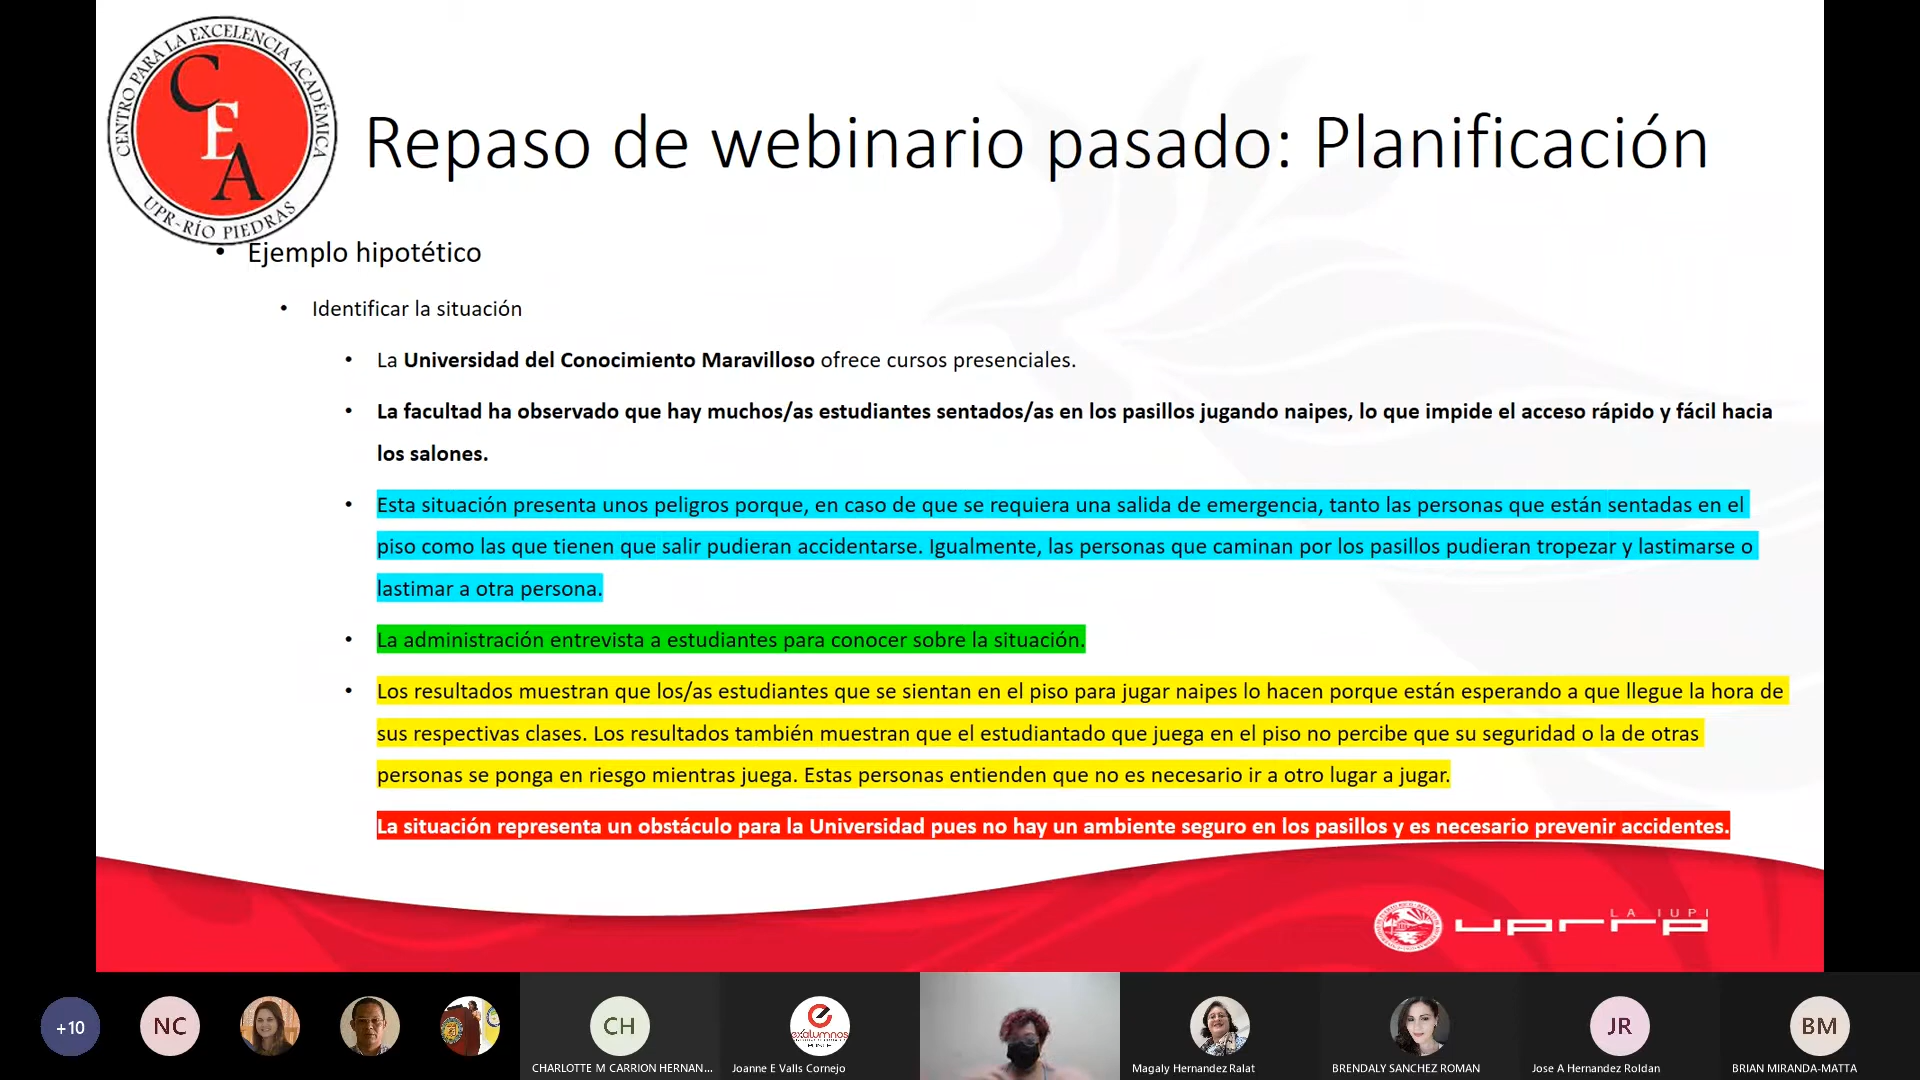 CENTRO PARA LA EXCELENCIA ACADÉMICA
CEA
UPR-RÍO PIEDRAS
Repaso de webinario pasado: Planificación
• Ejemplo hipotético
• Identificar la situación
• La Universidad del Conocimiento Maravilloso ofrece cursos presenciales.
• La facultad ha observado que hay muchos/as estudiantes sentados/as en los pasillos jugando naipes, lo que impide el acceso rápido y fácil hacia
los salones.
• Esta situación presenta unos peligros porque, en caso de que se requiera una salida de emergencia, tanto las personas que están sentadas en el
piso como las que tienen que salir pudieran accidentarse. Igualmente, las personas que caminan por los pasillos pudieran tropezar y lastimarse o
lastimar a otra persona.
• La administración entrevista a estudiantes para conocer sobre la situación.
• Los resultados muestran que los/as estudiantes que se sientan en el piso para jugar naipes lo hacen porque están esperando a que llegue la hora de
sus respectivas clases. Los resultados también muestran que el estudiantado que juega en el piso no percibe que su seguridad o la de otras
personas se ponga en riesgo mientras juega. Estas personas entienden que no es necesario ir a otro lugar a jugar.
La situación representa un obstáculo para la Universidad pues no hay un ambiente seguro en los pasillos y es necesario prevenir accidentes.
LA IUPI
uprrp
+10
NC
CH
exalumnos
JR
BM
CHARLOTTE M CARRION HERNAN...
Joanne E Valls Cornejo
Magaly Hernandez Ralat
BRENDALY SANCHEZ ROMAN
Jose A Hernandez Roldan
BRIAN MIRANDA-MATTA